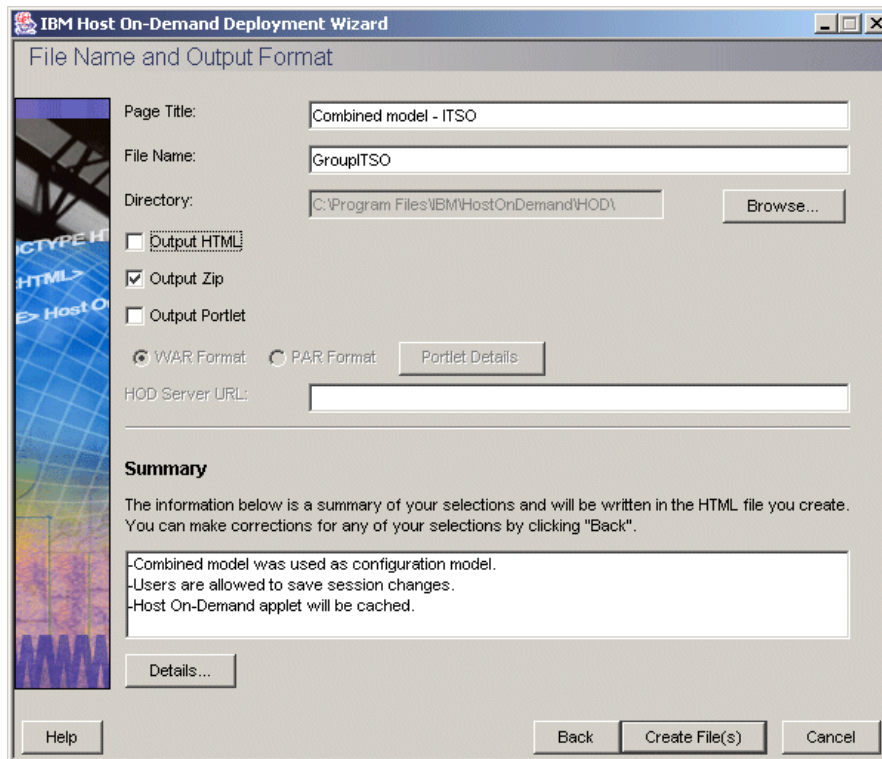 IBM Host On-Demand Deployment Wizard
File Name and Output Format
Page Title:
Combined model - ITSO
File Name:
GroupITSO
Directory:
C:\Program Files\IBM\HostOnDemand\HOD\
Browse...
Output HTML
Output Zip
Output Portlet
WAR Format
PAR Format
Portlet Details
HOD Server URL:
OCTYPE H
HTML>
E> Host O
Summary
The information below is a summary of your selections and will be written in the HTML file you create.
You can make corrections for any of your selections by clicking "Back".
-Combined model was used as configuration model.
-Users are allowed to save session changes.
-Host On-Demand applet will be cached.
Details...
Help
Back
Create File(s)
Cancel